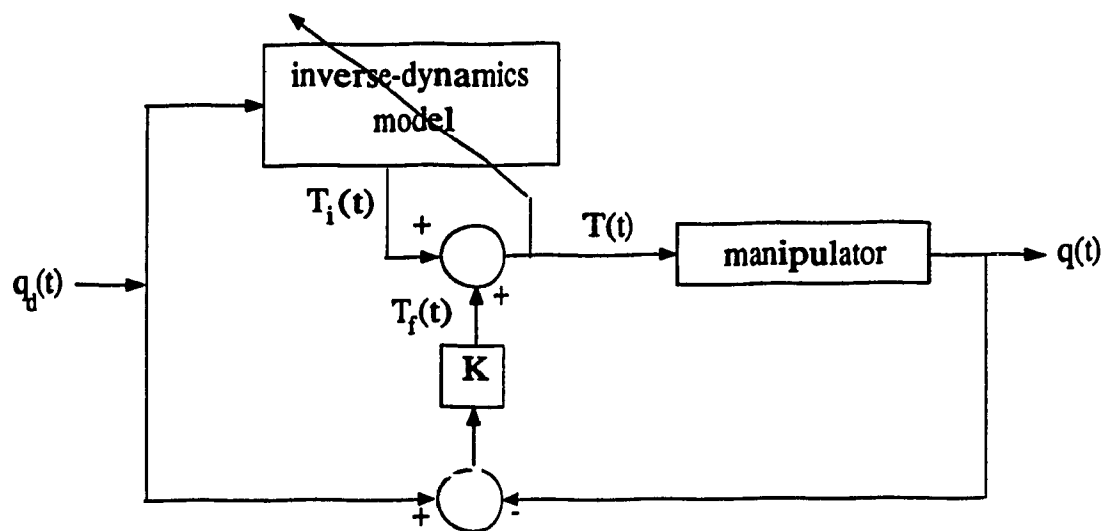 inverse-dynamics
model
T_i(t)
+
T(t)
manipulator
q(t)
q_d(t)
+
T_f(t)
K
+
-